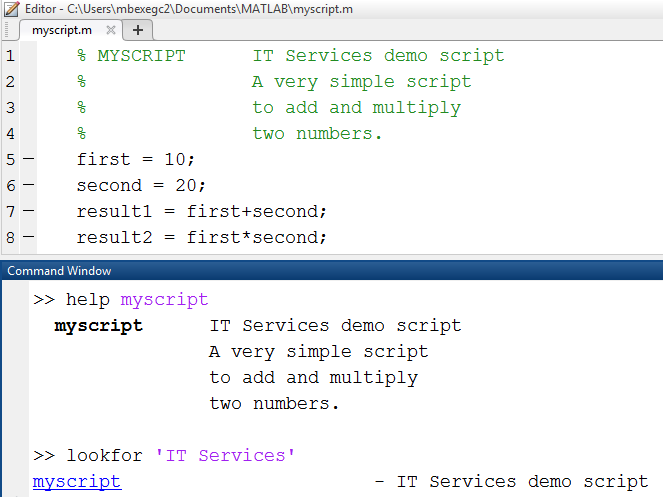 Editor - C:\Users\mbexegc2\Documents\MATLAB\myscript.m
myscript.m × +
1 % MYSCRIPT IT Services demo script
2 % A very simple script
3 % to add and multiply
4 % two numbers.
5 – first = 10;
6 – second = 20;
7 – result1 = first+second;
8 – result2 = first*second;
Command Window
>> help myscript
myscript IT Services demo script
A very simple script
to add and multiply
two numbers.
>> lookfor 'IT Services'
myscript - IT Services demo script